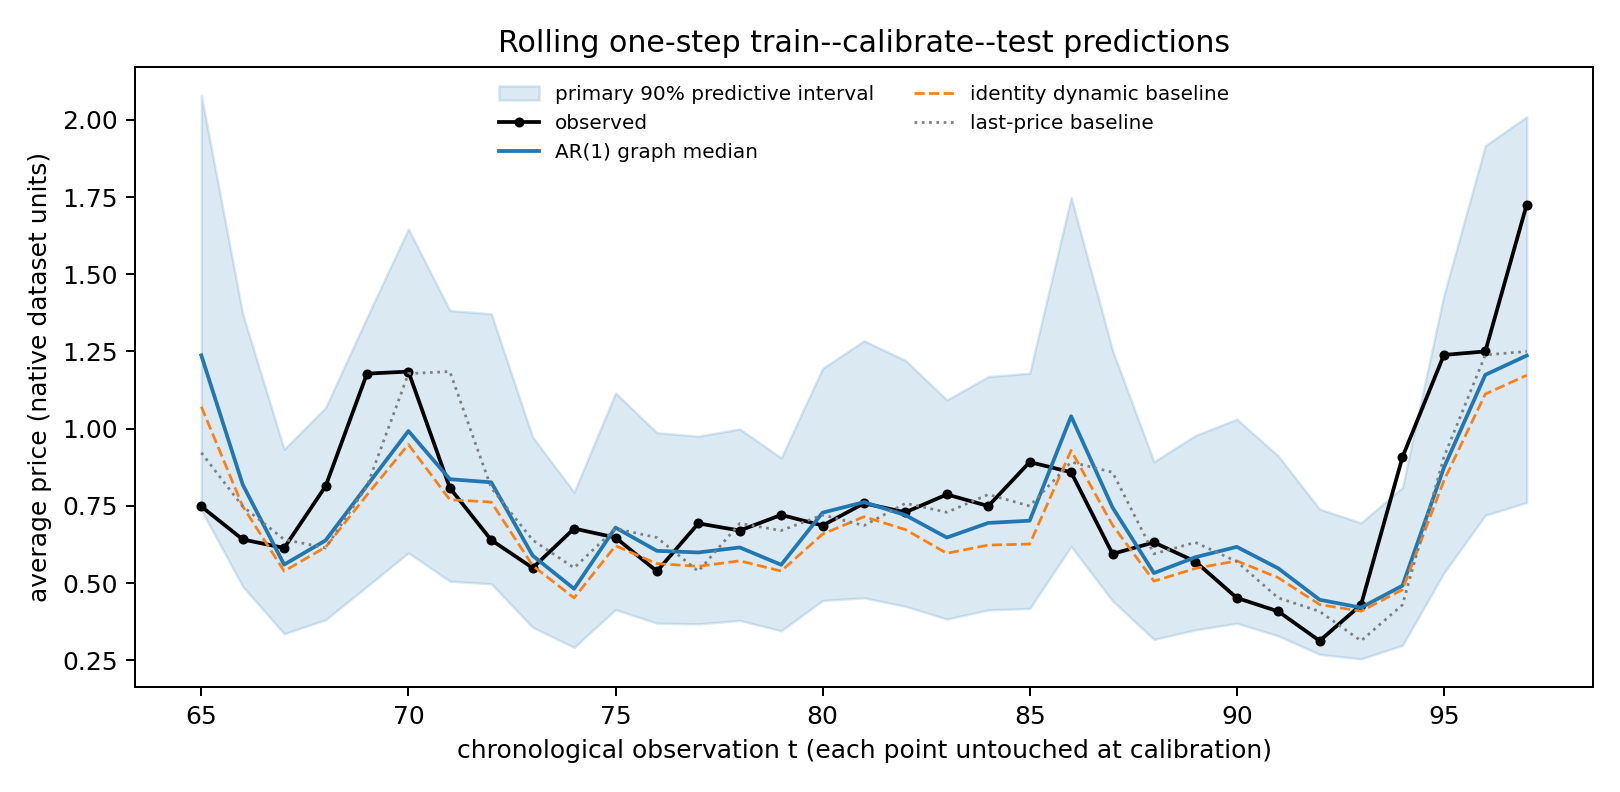 Rolling one-step train--calibrate--test predictions
primary 90% predictive interval
observed
AR(1) graph median
identity dynamic baseline
last-price baseline
average price (native dataset units)
2.00
1.75
1.50
1.25
1.00
0.75
0.50
0.25
65 70 75 80 85 90 95
chronological observation t (each point untouched at calibration)